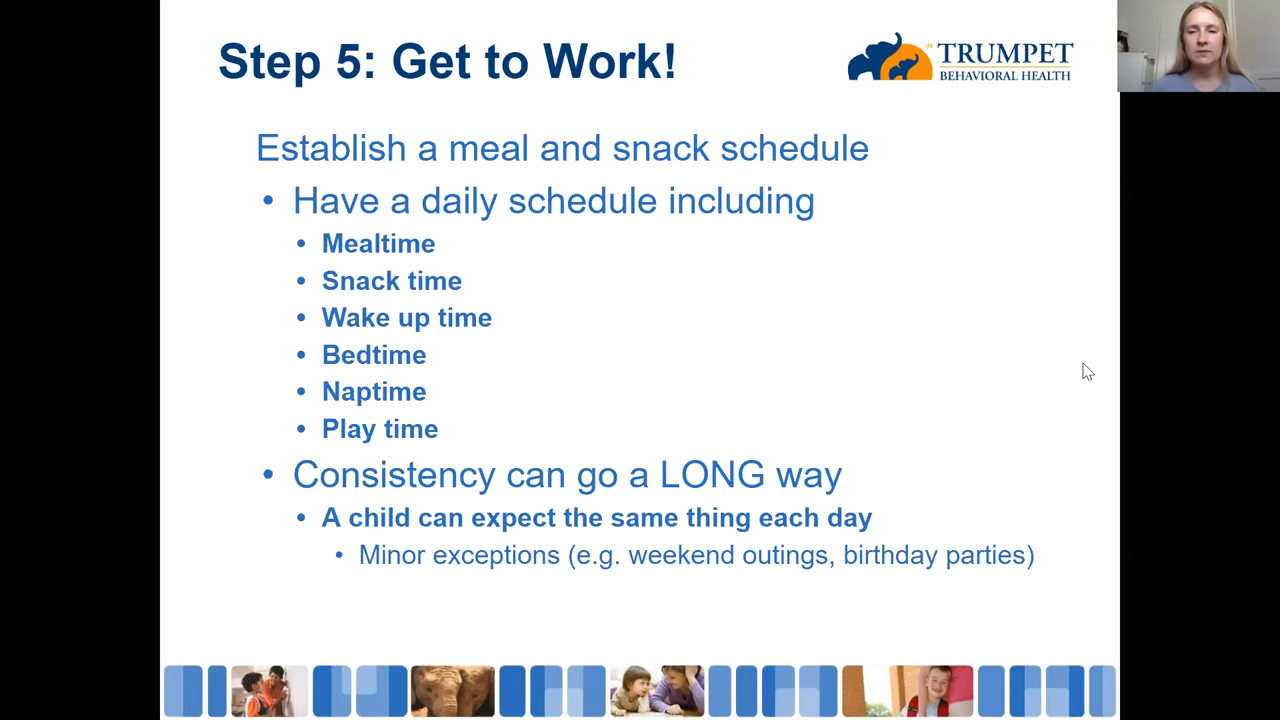 Step 5: Get to Work!
TRUMPET
BEHAVIORAL HEALTH
Establish a meal and snack schedule
• Have a daily schedule including
• Mealtime
• Snack time
• Wake up time
• Bedtime
• Naptime
• Play time
• Consistency can go a LONG way
• A child can expect the same thing each day
• Minor exceptions (e.g. weekend outings, birthday parties)